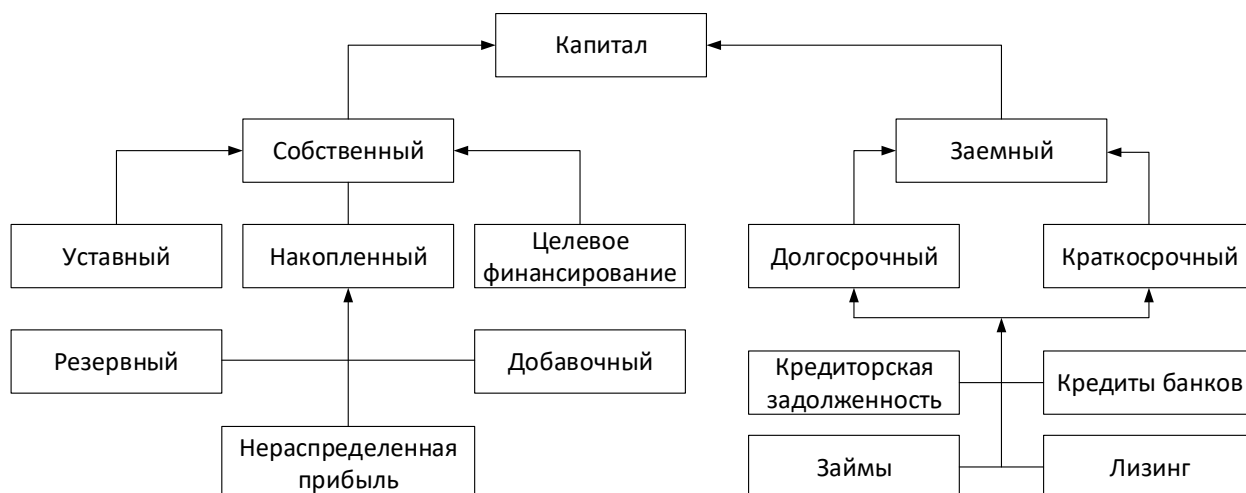 Капитал
Собственный
Заемный
Уставный
Накопленный
Целевое
финансирование
Долгосрочный
Краткосрочный
Резервный
Добавочный
Кредиторская
задолженность
Кредиты банков
Нераспределенная
прибыль
Займы
Лизинг